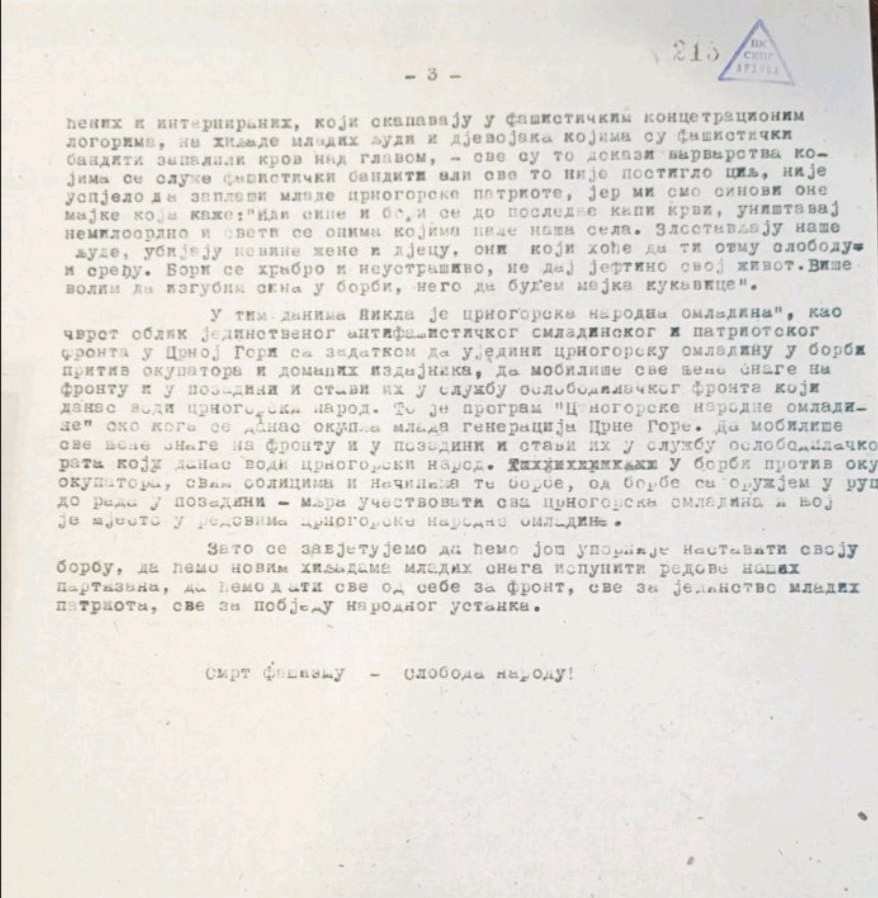 215
ЦК
СКПГ
АРХИВА
- 3 -
ћених и интернираних, који скапавају у фашистичким концетрационим
логорима, на хиљаде младих људи и дјевојака којима су фашистички
бандити запалили кров над главом, - све су то докази варварства ко-
јима се служе фашистички бандити али све то није постигло циљ, није
успјело да заплаши младе црногорске патриоте, јер ми смо синови оне
мајке која каже:"Иди сине и бори се до последње капи крви, уништавај
немилосрдно и свети се онима којима пале наша села. Злостављају наше
људе, убијају невине жене и дјецу, они који хоће да ти отму слободу
и срећу. Бори се храбро и неустрашиво, не дај јефтино свој живот.Више
волим да изгубим сина у борби, него да будем мајка кукавице".
У тим данима Никла је црногорска народна омладина", као
чврст облик јединственог антифашистичког омладинског и патриотског
фронта у Црној Гори са задатком да уједини црногорску омладину у борби
притив окупатора и домаћих издајника, да мобилише све њене снаге на
фронту и у позадини и стави их у службу ослободилачког фронта који
данас води црногорски народ. То је програм "Црногорске народне омлади-
не" око кога се данас окупља млада генерација Црне Горе. Да мобилише
све њене снаге на фронту и у позадини и стави их у службу ослободилачко
рата коју данас води црногорски народ. У борби против оку
окупатора, свим облицима и начинима те борбе, од борбе са оружјем у руц
до рада у позадини - мора учествовати сва црногорска омладина и њој
је мјесто у редовима црногорске народне омладине.
Зато се завјетујемо да ћемо још упорније наставати своју
борбу, да ћемо новим хиљадама младих снага испунити редове наших
партизана, да ћемо дати све од себе за фронт, све за јединство младих
патриота, све за побједу народног устанка.
Смрт фашизму - слобода народу!